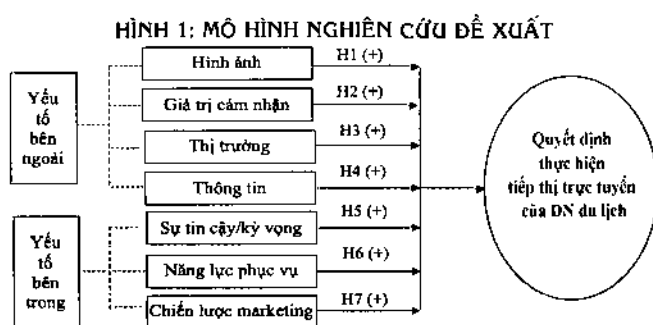 HÌNH 1: MÔ HÌNH NGHIÊN CỨU ĐỀ XUẤT
Yếu
tố
bên
ngoài
Hình ảnh
H1 (+)
Giá trị cảm nhận
H2 (+)
Thị trường
H3 (+)
Thông tin
H4 (+)
Yếu
tố
bên
trong
Sự tin cậy/kỳ vọng
H5 (+)
Năng lực phục vụ
H6 (+)
Chiến lược marketing
H7 (+)
Quyết định
thực hiện
tiếp thị trực tuyến
của DN du lịch